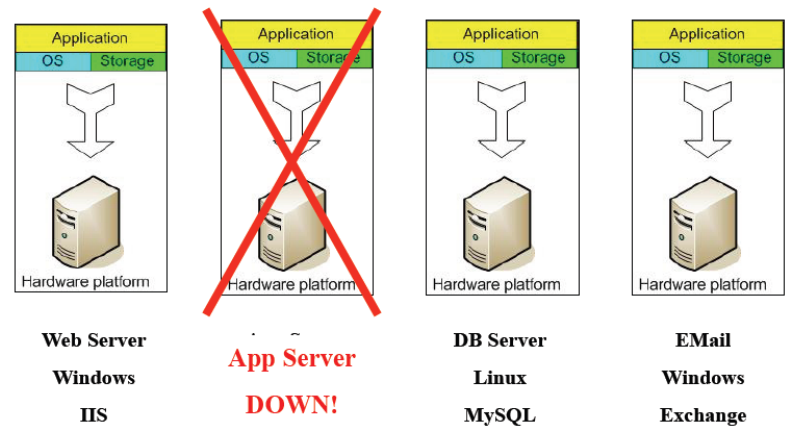 Application
OS Storage
Hardware platform
Web Server
Windows
IIS
Application
OS Storage
Hardware platform
App Server
DOWN!
Application
OS Storage
Hardware platform
DB Server
Linux
MySQL
Application
OS Storage
Hardware platform
EMail
Windows
Exchange